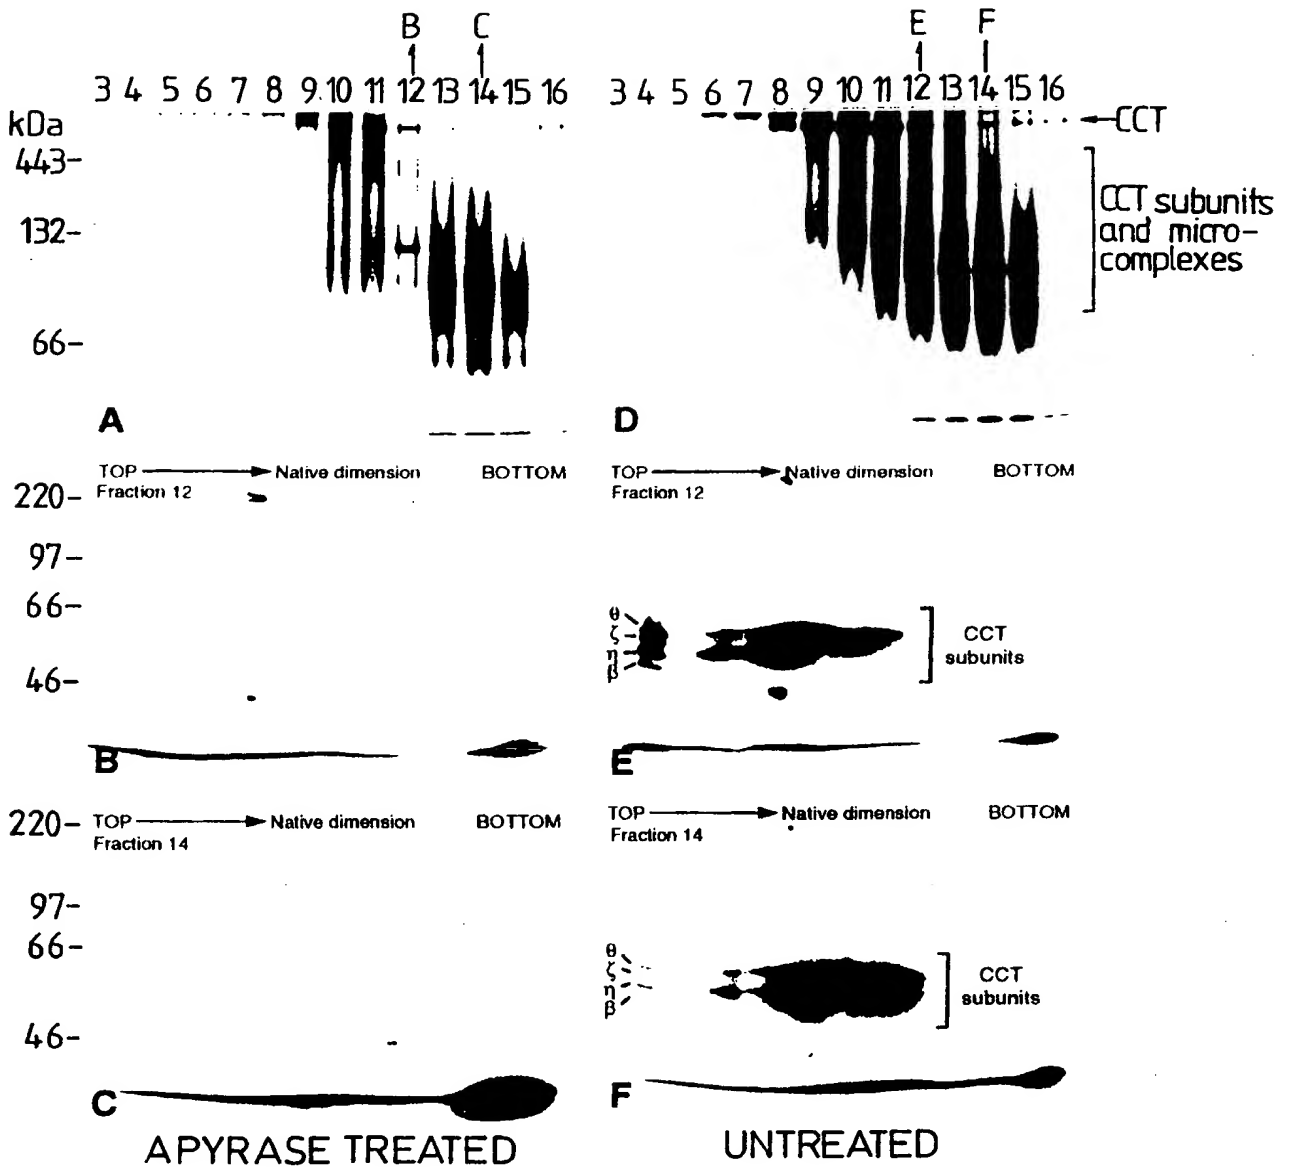 B C
3 4 5 6 7 8 9 10 11 12 13 14 15 16
kDa
443-
132-
66-
A
E F
3 4 5 6 7 8 9 10 11 12 13 14 15 16
CCT
CCT subunits
and micro-
complexes
D
TOP Native dimension BOTTOM
Fraction 12
220-
97-
66-
46-
B
TOP Native dimension BOTTOM
Fraction 12
θ
ζ
η
β
CCT
subunits
E
TOP Native dimension BOTTOM
Fraction 14
220-
97-
66-
46-
C
APYRASE TREATED
TOP Native dimension BOTTOM
Fraction 14
θ
ζ
η
β
CCT
subunits
F
UNTREATED